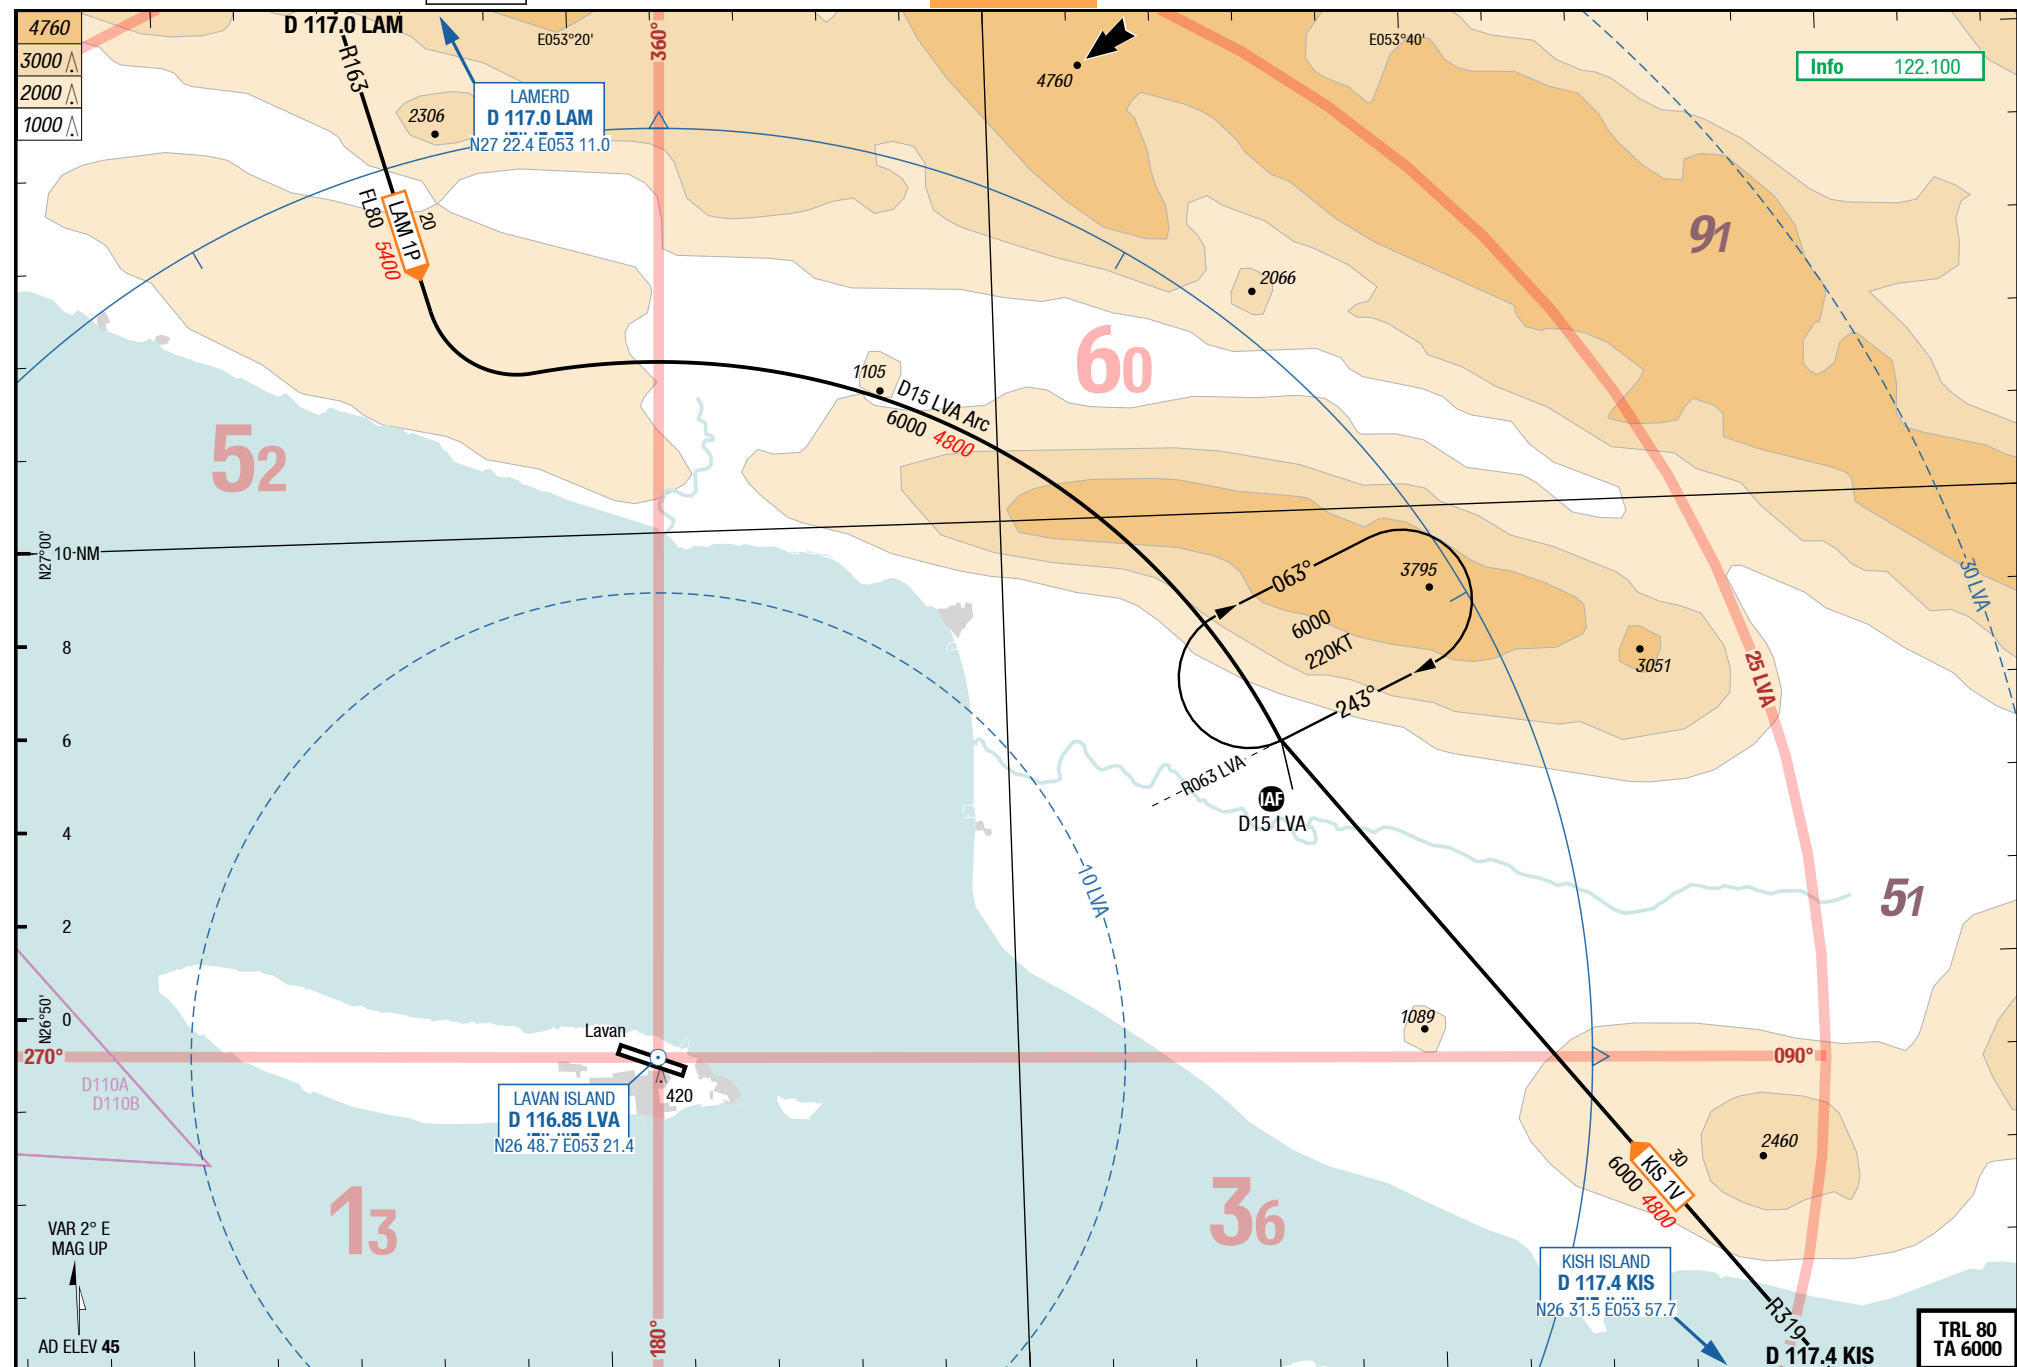 4760
3000
2000
1000
D 117.0 LAM
R163
E053°20'
360°
E053°40'
4760
Info 122.100
2306
LAMERD
D 117.0 LAM
N27 22.4 E053 11.0
LAM 1P
20
FL80 5400
91
2066
60
1105
D15 LVA Arc
6000 4800
52
N27°00'
10 NM
8
6
4
2
0
063°
3795
6000
220KT
243°
3051
25 LVA
30 LVA
R063 LVA
IAF
D15 LVA
10 LVA
51
N26°50'
1089
Lavan
270°
090°
D110A
D110B
420
LAVAN ISLAND
D 116.85 LVA
N26 48.7 E053 21.4
2460
KIS 1V
30
6000 4800
13
36
VAR 2° E
MAG UP
AD ELEV 45
180°
KISH ISLAND
D 117.4 KIS
N26 31.5 E053 57.7
R319
D 117.4 KIS
TRL 80
TA 6000